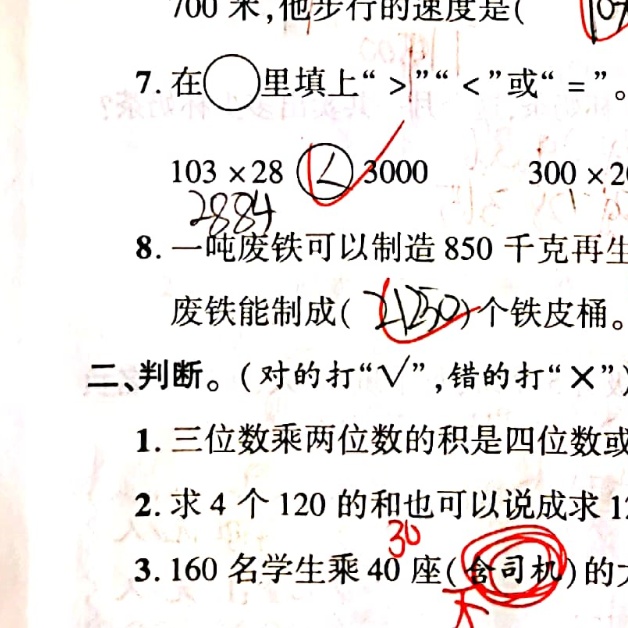 700 米,他步行的速度是(
7. 在○里填上“ > ”“ < ”或“ = ”。
103 × 28 < 3000 300 × 2
2884
8. 一吨废铁可以制造 850 千克再生
废铁能制成( 21250 )个铁皮桶。
二、判断。(对的打“√”,错的打“×”)
1. 三位数乘两位数的积是四位数或
2. 求 4 个 120 的和也可以说成求 1
30
3. 160 名学生乘 40 座(含司机)的